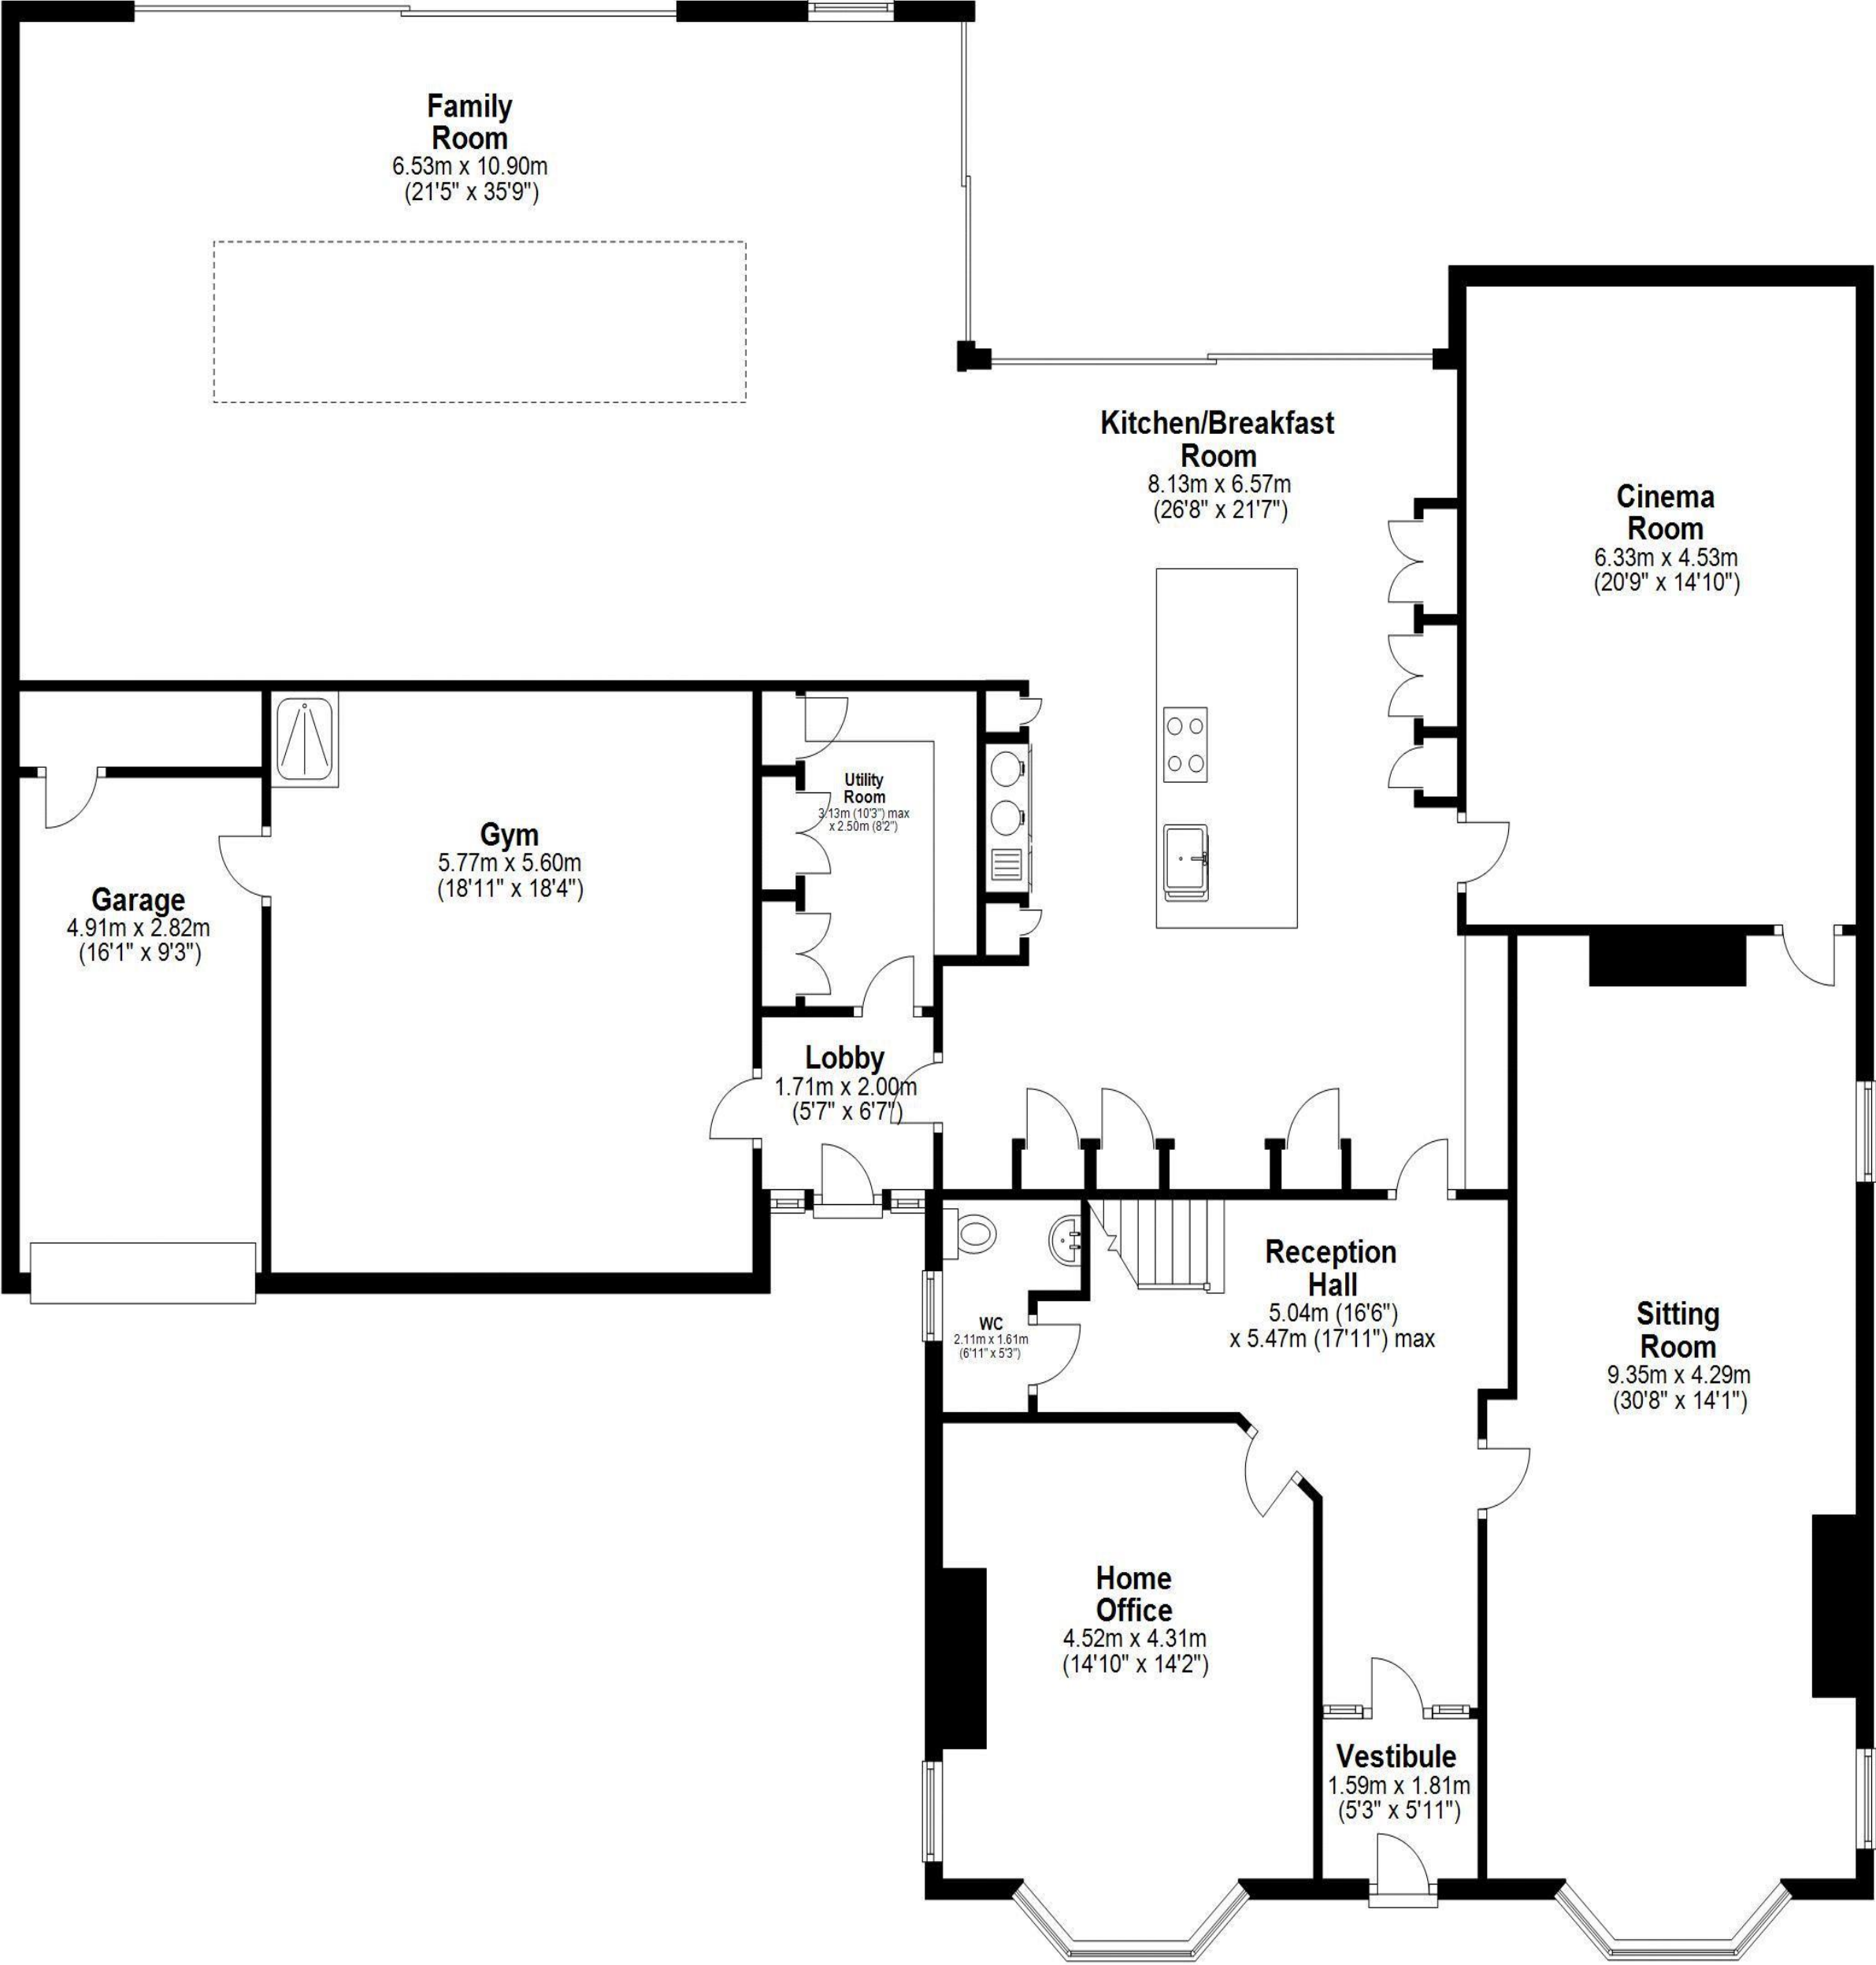 Family
Room
6.53m x 10.90m
(21'5" x 35'9")
Kitchen/Breakfast
Room
8.13m x 6.57m
(26'8" x 21'7")
Cinema
Room
6.33m x 4.53m
(20'9" x 14'10")
Utility
Room
3.13m (10'3") max
x 2.50m (8'2")
Gym
5.77m x 5.60m
(18'11" x 18'4")
Garage
4.91m x 2.82m
(16'1" x 9'3")
Lobby
1.71m x 2.00m
(5'7" x 6'7")
Reception
Hall
5.04m (16'6")
x 5.47m (17'11") max
WC
2.11m x 1.61m
(6'11" x 5'3")
Sitting
Room
9.35m x 4.29m
(30'8" x 14'1")
Home
Office
4.52m x 4.31m
(14'10" x 14'2")
Vestibule
1.59m x 1.81m
(5'3" x 5'11")